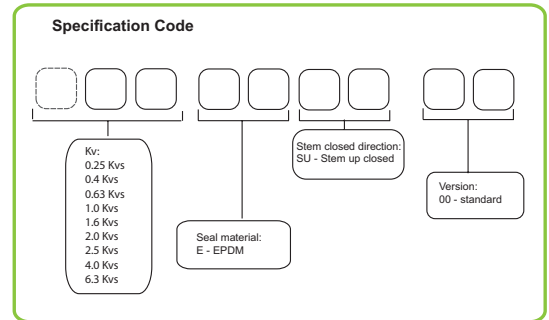 Specification Code
Kv:
0.25 Kvs
0.4 Kvs
0.63 Kvs
1.0 Kvs
1.6 Kvs
2.0 Kvs
2.5 Kvs
4.0 Kvs
6.3 Kvs
Seal material:
E - EPDM
Stem closed direction:
SU - Stem up closed
Version:
00 - standard